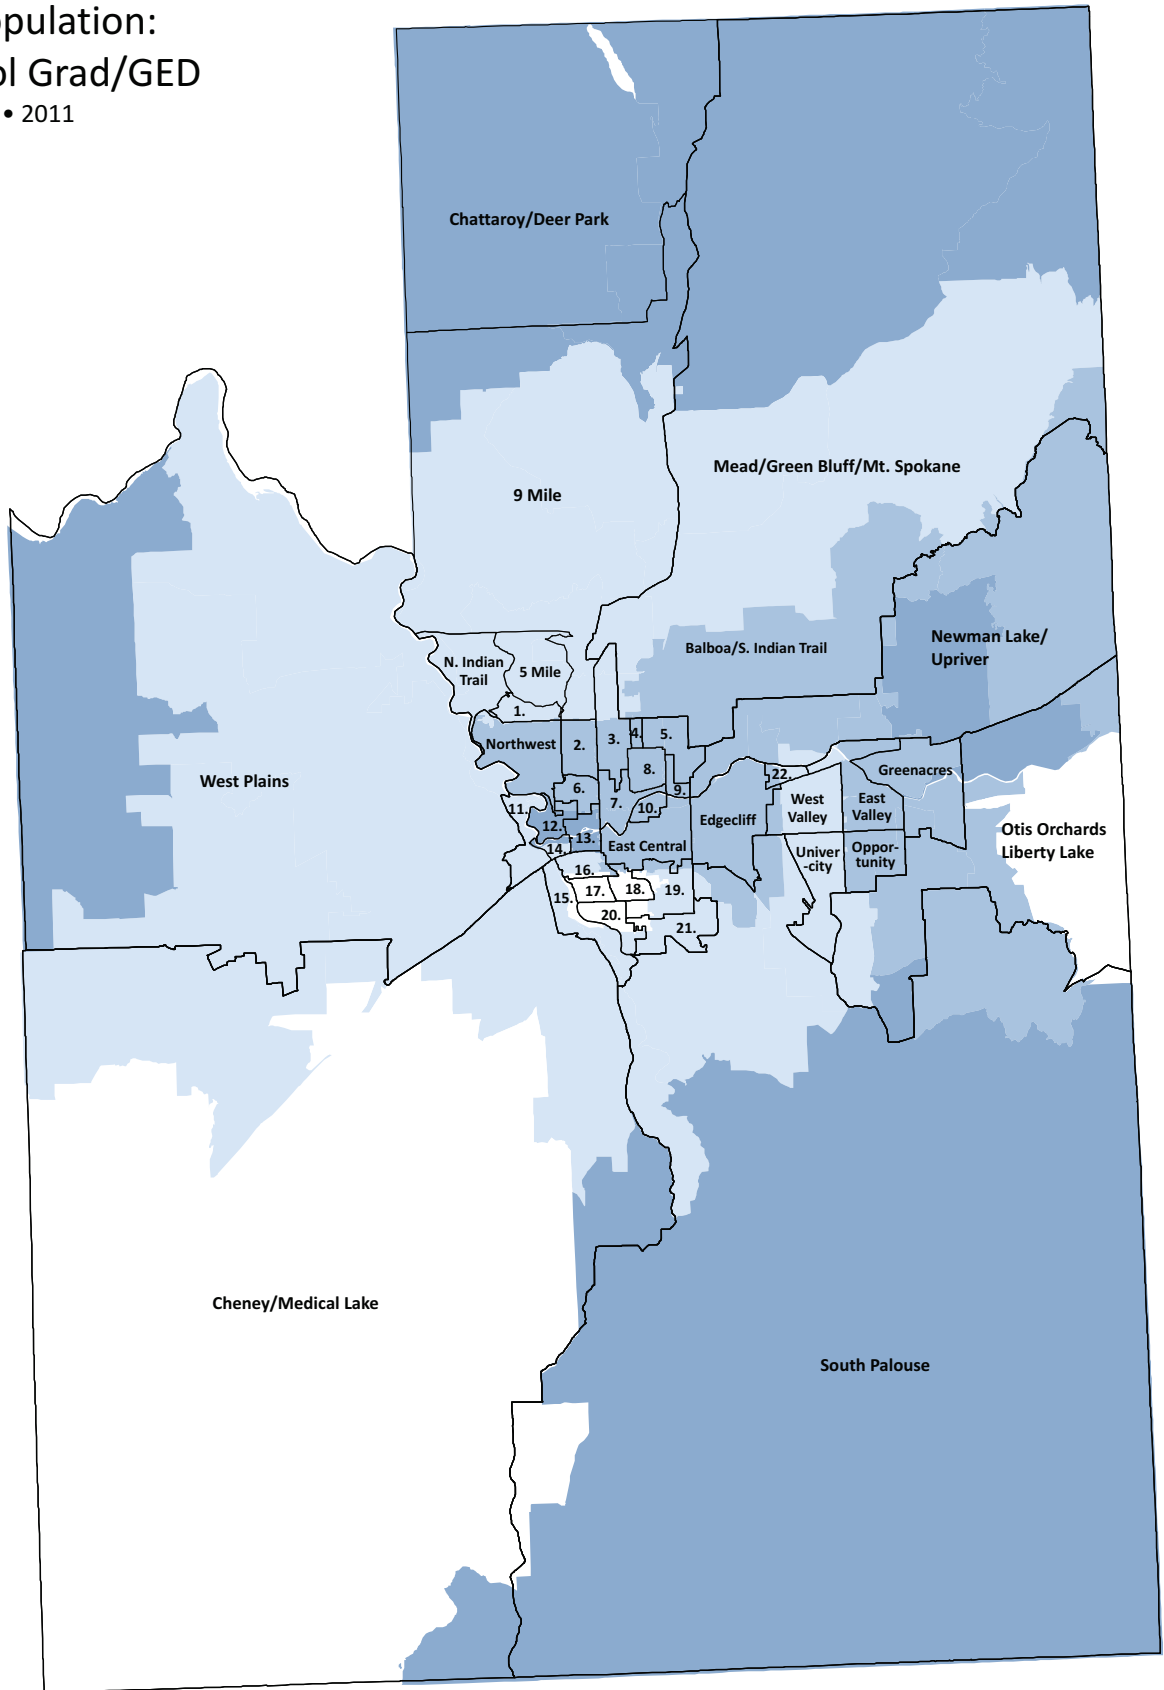 opulation:
ol Grad/GED
• 2011
Chattaroy/Deer Park
Mead/Green Bluff/Mt. Spokane
9 Mile
Newman Lake/
Upriver
Balboa/S. Indian Trail
N. Indian
Trail
5 Mile
1.
Northwest
2.
3.
4.
5.
West Plains
6.
7.
8.
9.
10.
11.
12.
13.
14.
22.
Greenacres
West
Valley
East
Valley
Edgecliff
Otis Orchards
Liberty Lake
East Central
Univer
-city
Oppor-
tunity
15.
16.
17.
18.
19.
20.
21.
Cheney/Medical Lake
South Palouse